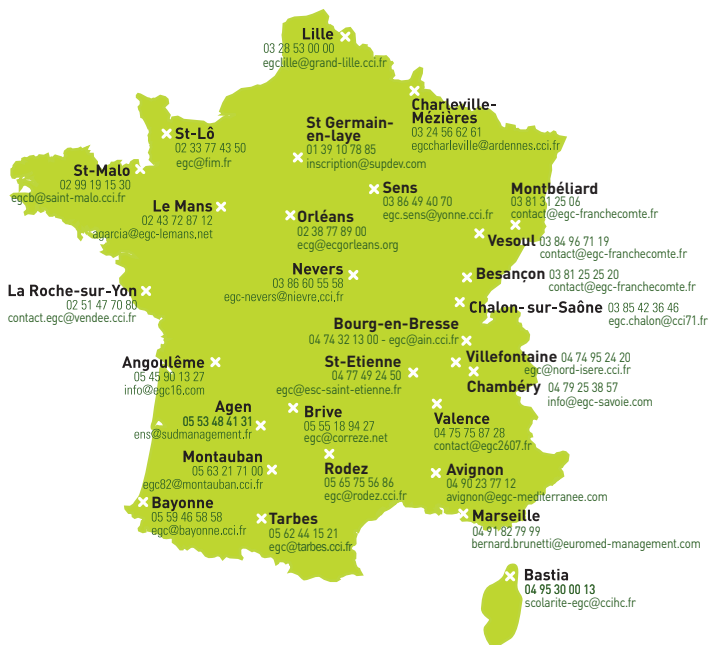 Lille
03 28 53 00 00
egclille@grand-lille.cci.fr
Charleville-
Mézières
03 24 56 62 61
egccharleville@ardennes.cci.fr
St-Lô
02 33 77 43 50
egc@fim.fr
St Germain-
en-laye
01 39 10 78 85
inscription@supdev.com
St-Malo
02 99 19 15 30
egcb@saint-malo.cci.fr
Le Mans
02 43 72 87 12
agarcia@egc-lemans.net
Sens
03 86 49 40 70
egc.sens@yonne.cci.fr
Montbéliard
03 81 31 25 06
contact@egc-franchecomte.fr
Orléans
02 38 77 89 00
ecg@ecgorleans.org
Vesoul 03 84 96 71 19
contact@egc-franchecomte.fr
Nevers
03 86 60 55 58
egc-nevers@nievre,cci,fr
Besançon 03 81 25 25 20
contact@egc-franchecomte.fr
La Roche-sur-Yon
02 51 47 70 80
contact.egc@vendee.cci.fr
Chalon-sur-Saône 03 85 42 36 46
egc.chalon@cci71.fr
Bourg-en-Bresse
04 74 32 13 00 - egc@ain.cci.fr
Angoulême
05 45 90 13 27
info@egc16.com
St-Etienne
04 77 49 24 50
egc@esc-saint-etienne.fr
Villefontaine 04 74 95 24 20
egc@nord-isere.cci.fr
Chambéry 04 79 25 38 57
info@egc-savoie.com
Agen
05 53 48 41 31
ens@sudmanagement.fr
Brive
05 55 18 94 27
egc@correze.net
Valence
04 75 75 87 28
contact@egc2607.fr
Montauban
05 63 21 71 00
egc82@montauban.cci.fr
Rodez
05 65 75 56 86
egc@rodez.cci.fr
Avignon
04 90 23 77 12
avignon@egc-mediterranee.com
Bayonne
05 59 46 58 58
egc@bayonne.cci.fr
Tarbes
05 62 44 15 21
egc@tarbes.cci.fr
Marseille
04 91 82 79 99
bernard.brunetti@euromed-management.com
Bastia
04 95 30 00 13
scolarite-egc@ccihc.fr